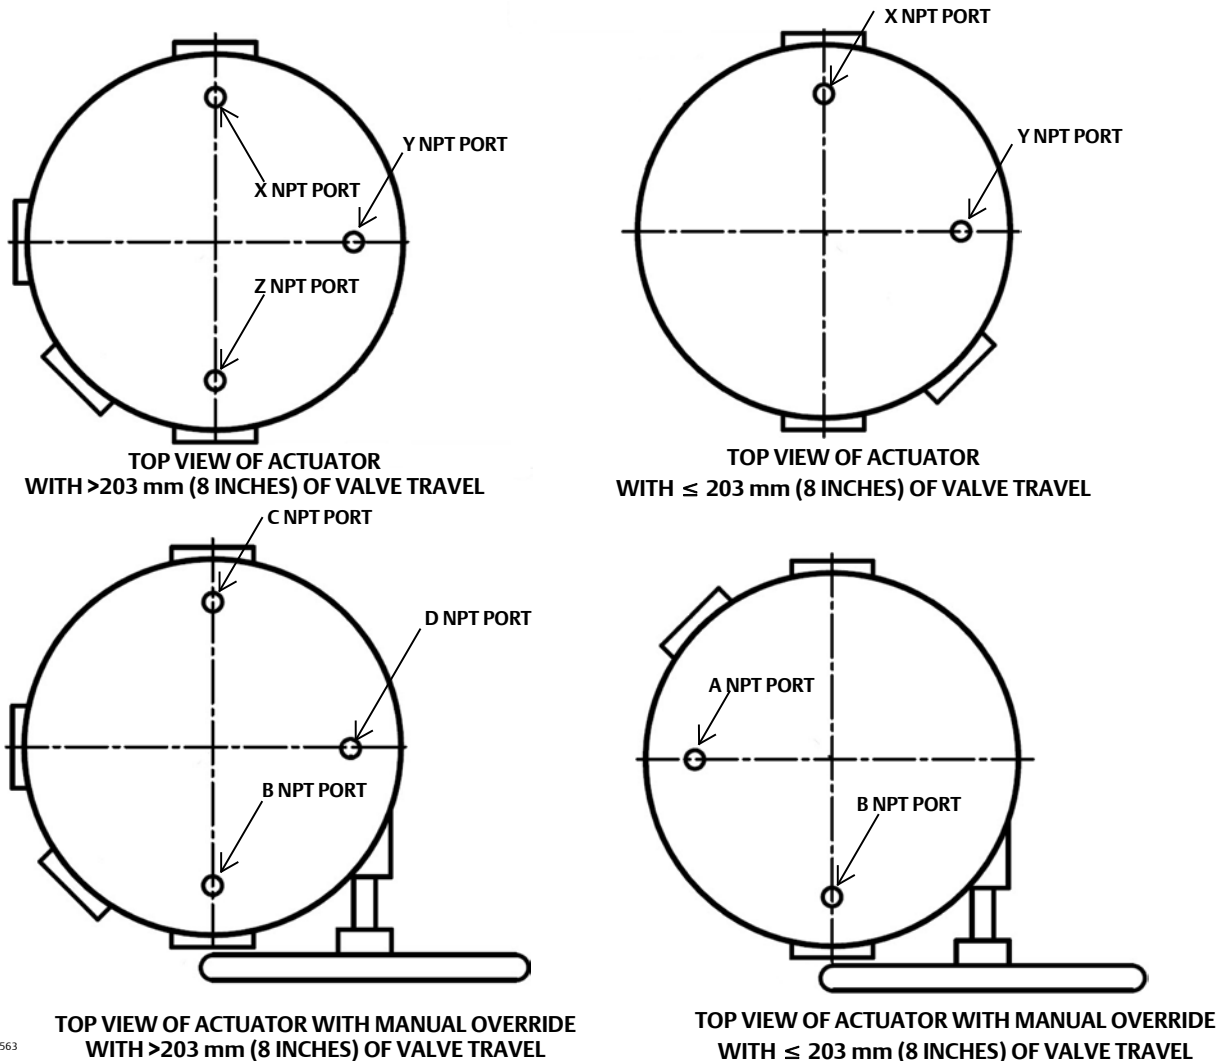 X NPT PORT
Y NPT PORT
Z NPT PORT
TOP VIEW OF ACTUATOR
WITH >203 mm (8 INCHES) OF VALVE TRAVEL
X NPT PORT
Y NPT PORT
TOP VIEW OF ACTUATOR
WITH ≤ 203 mm (8 INCHES) OF VALVE TRAVEL
C NPT PORT
D NPT PORT
B NPT PORT
TOP VIEW OF ACTUATOR WITH MANUAL OVERRIDE
WITH >203 mm (8 INCHES) OF VALVE TRAVEL
A NPT PORT
B NPT PORT
TOP VIEW OF ACTUATOR WITH MANUAL OVERRIDE
WITH ≤ 203 mm (8 INCHES) OF VALVE TRAVEL
563